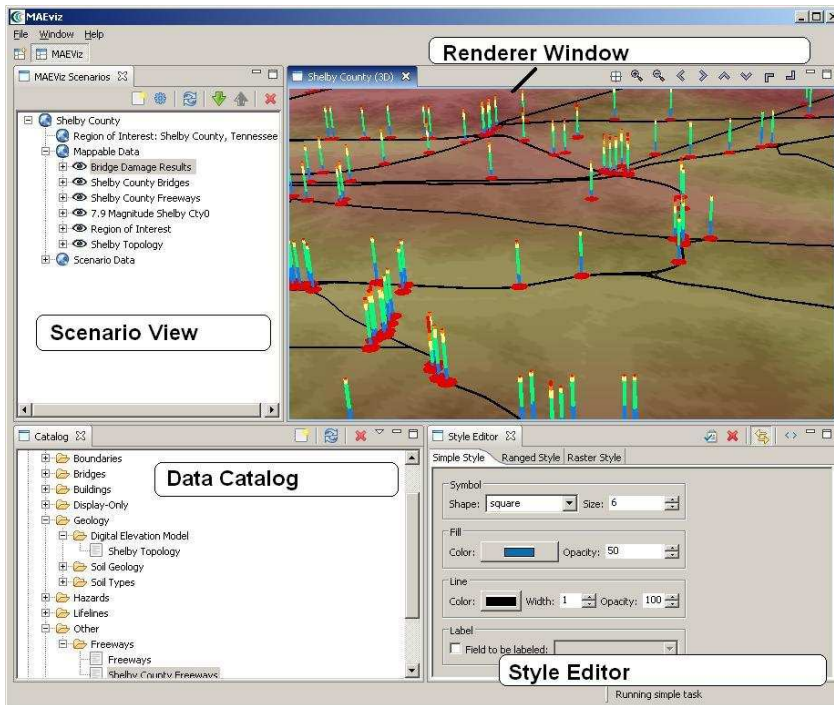 MAEviz
File Window Help
MAEViz
Renderer Window
MAEViz Scenarios
Shelby County (3D)
Shelby County
Region of Interest: Shelby County, Tennessee
Mappable Data
Bridge Damage Results
Shelby County Bridges
Shelby County Freeways
7.9 Magnitude Shelby Cty0
Region of Interest
Shelby Topology
Scenario Data
Scenario View
Catalog
Boundaries
Bridges
Buildings
Display-Only
Geology
Digital Elevation Model
Shelby Topology
Soil Geology
Soil Types
Hazards
Lifelines
Other
Freeways
Freeways
Shelby County Freeways
Data Catalog
Style Editor
Simple Style Ranged Style Raster Style
Symbol
Shape: square Size: 6
Fill
Color: Opacity: 50
Line
Color: Width: 1 Opacity: 100
Label
Field to be labeled:
Style Editor
Running simple task